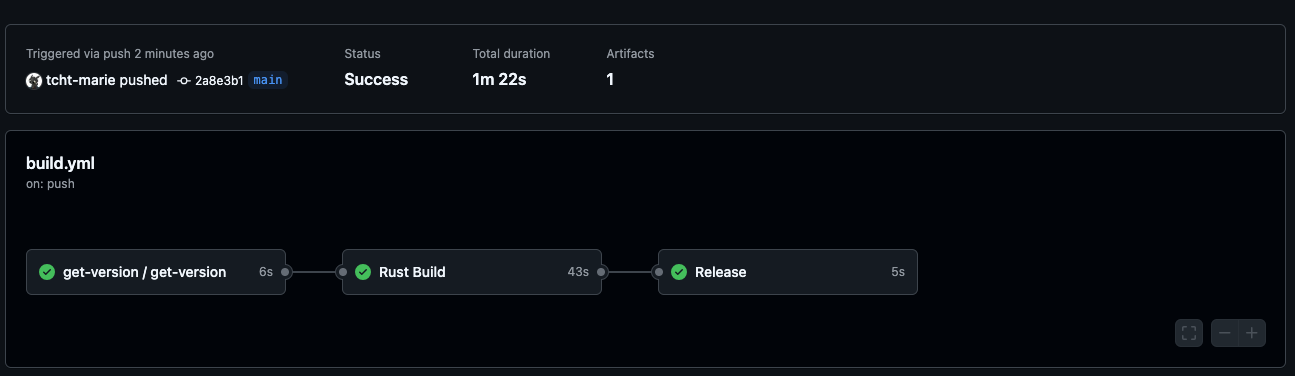 Triggered via push 2 minutes ago
tcht-marie pushed 2a8e3b1 main
Status
Success
Total duration
1m 22s
Artifacts
1
build.yml
on: push
get-version / get-version 6s
Rust Build 43s
Release 5s